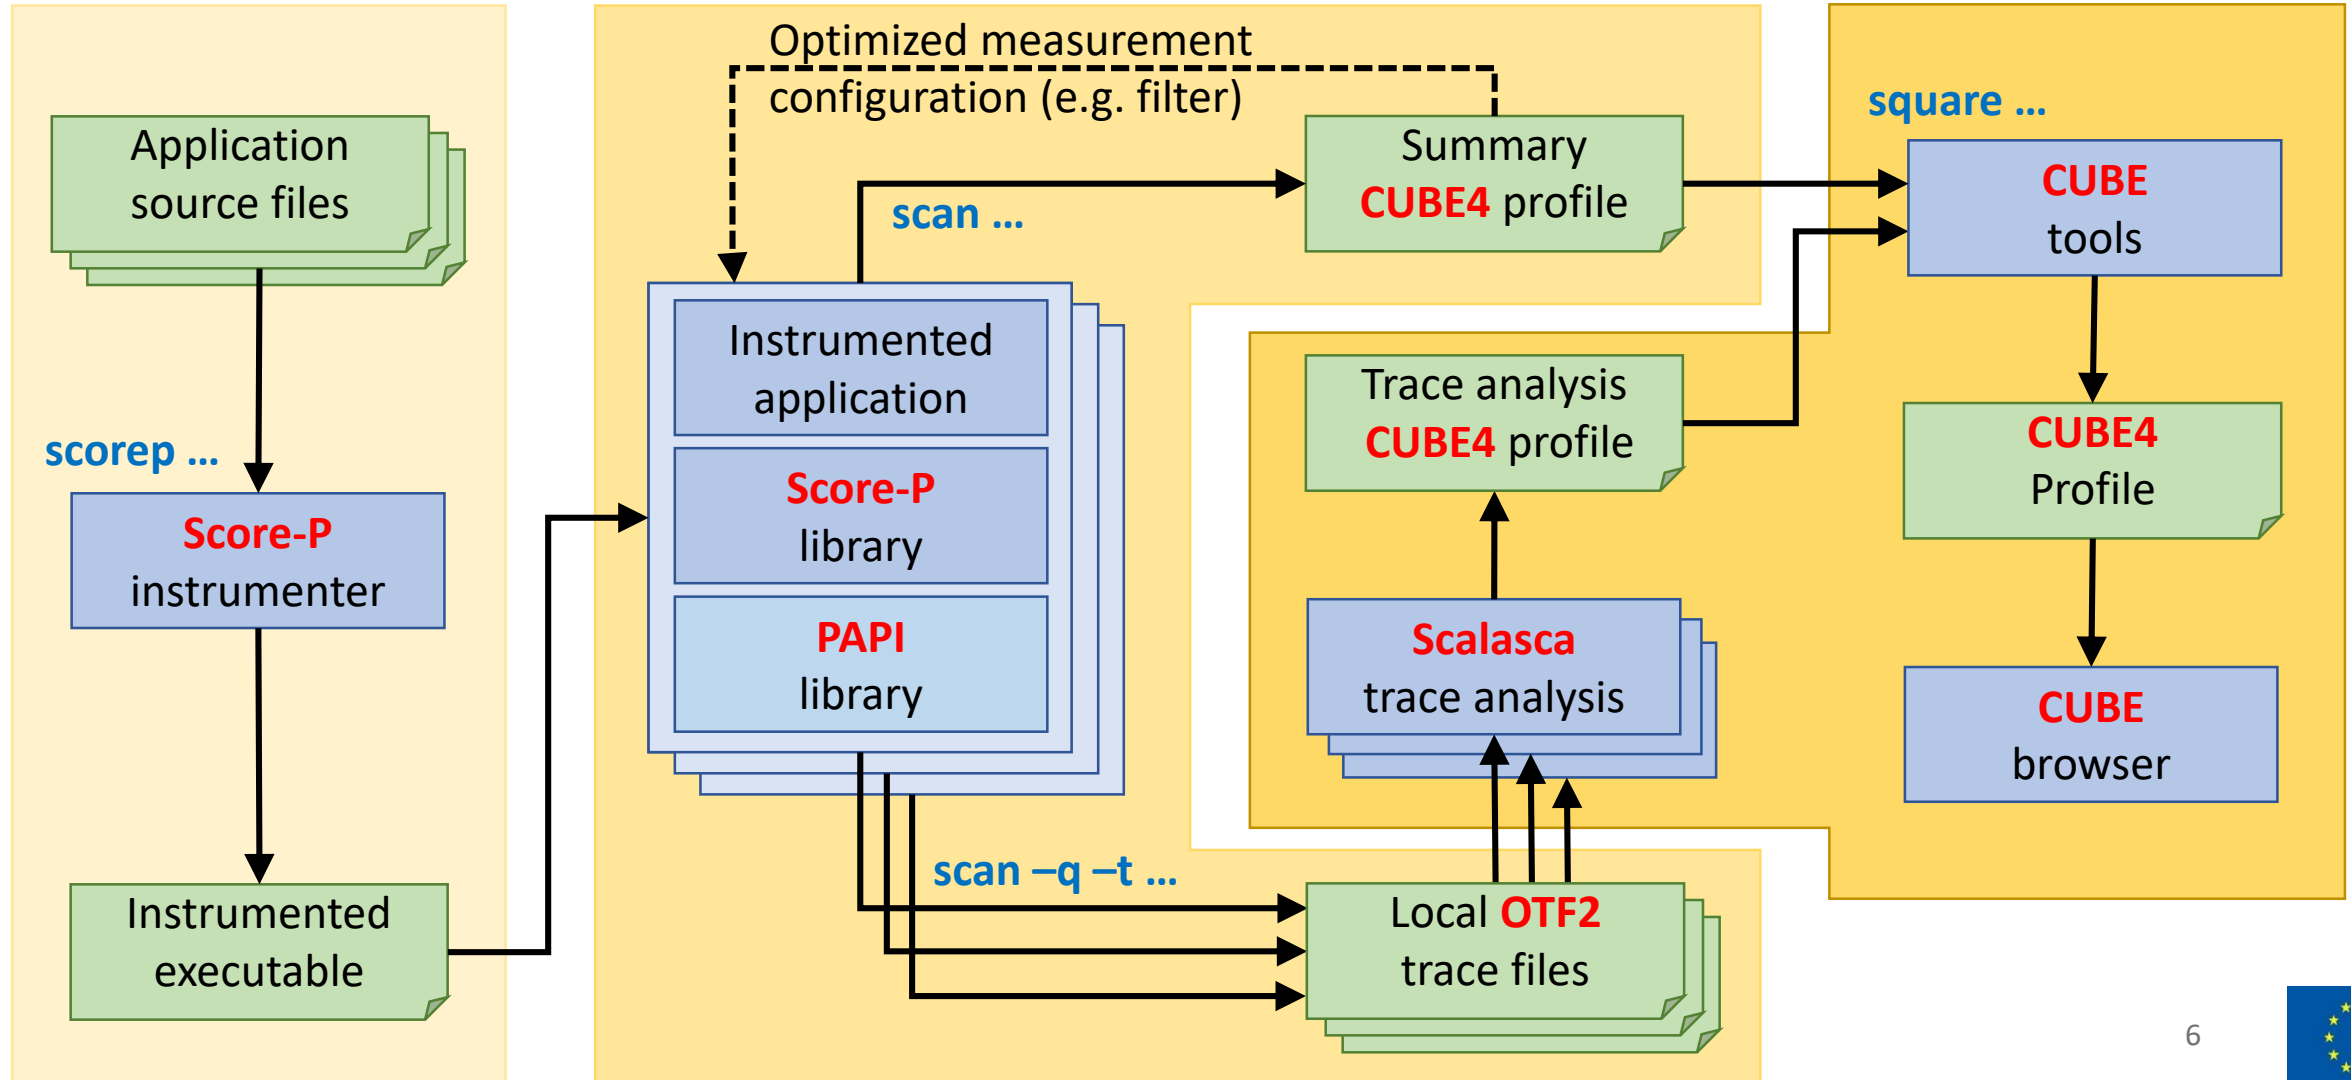 Application
source files
scorep …
Score-P
instrumenter
Instrumented
executable
Optimized measurement
configuration (e.g. filter)
scan …
Instrumented
application
Score-P
library
PAPI
library
scan –q –t …
Summary
CUBE4 profile
Trace analysis
CUBE4 profile
Scalasca
trace analysis
Local OTF2
trace files
square …
CUBE
tools
CUBE4
Profile
CUBE
browser
6